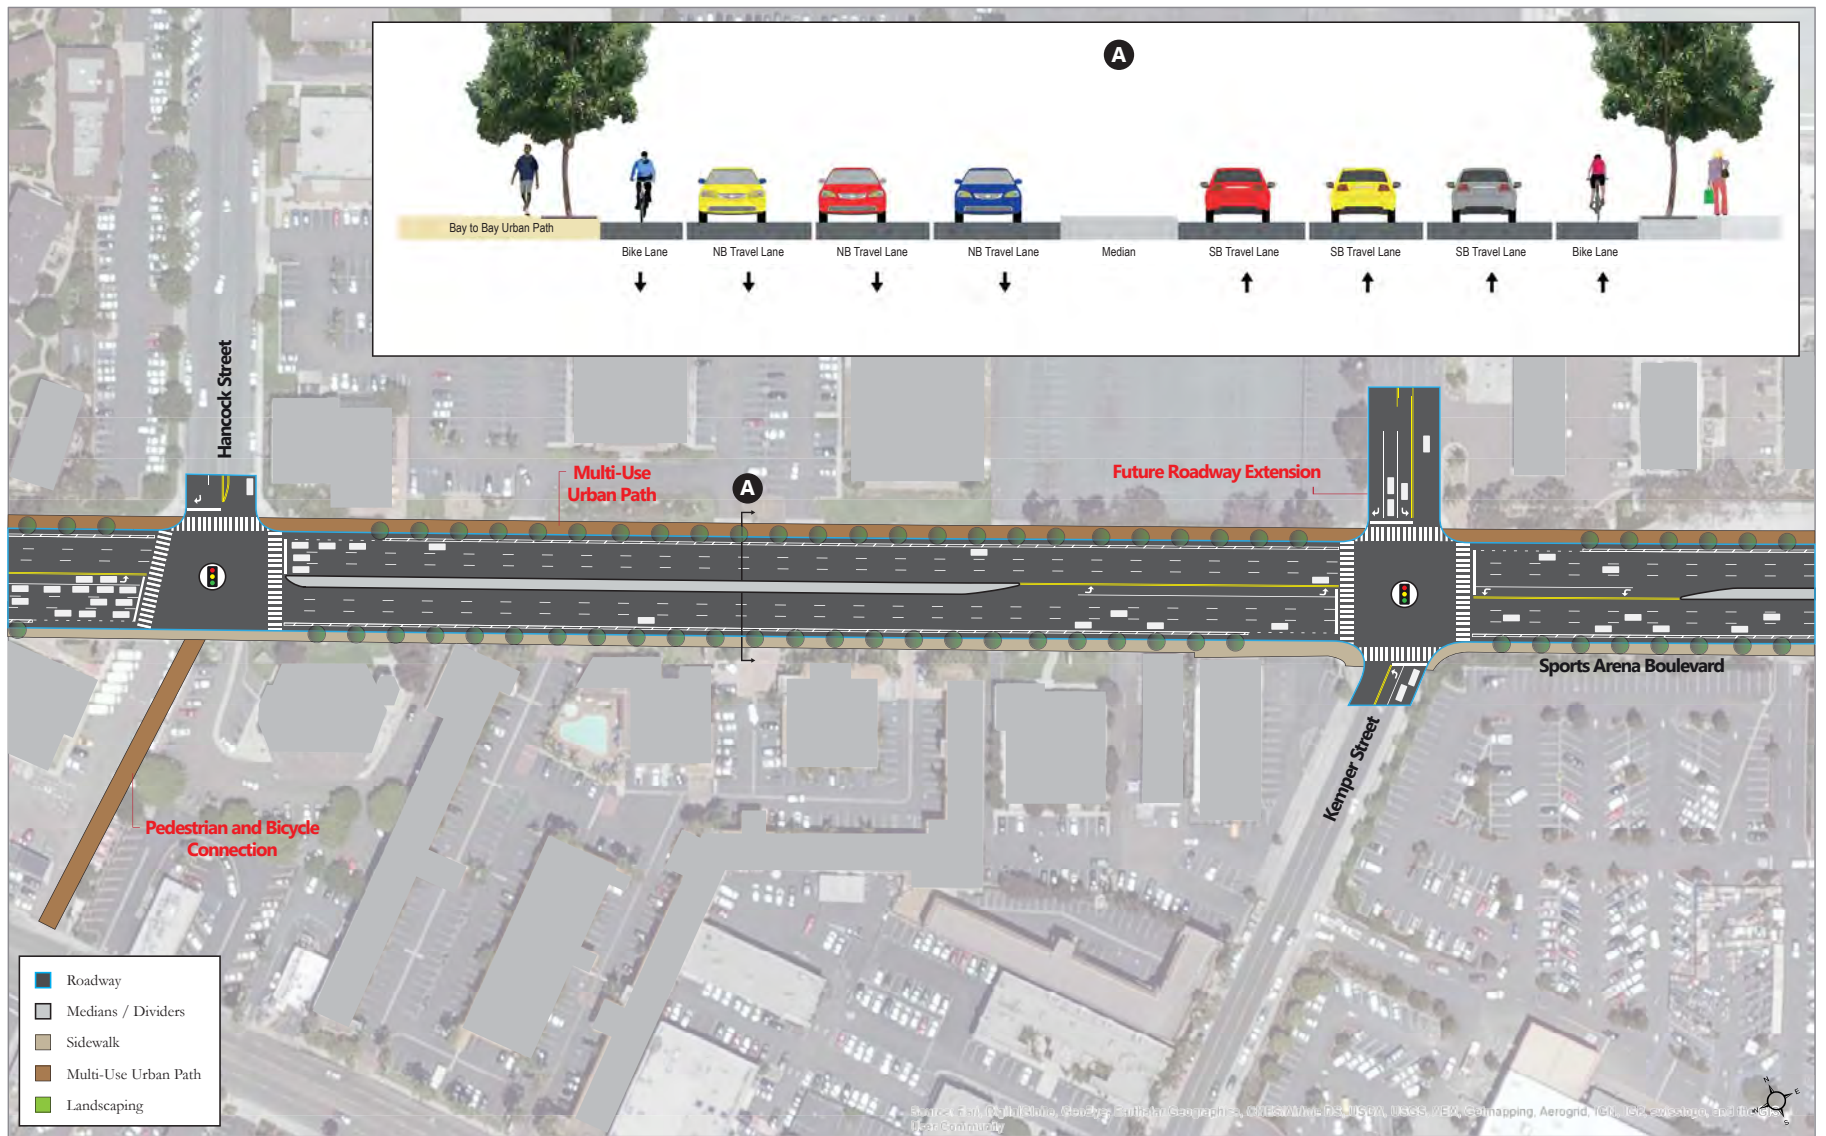 A
Bay to Bay Urban Path
Bike Lane
NB Travel Lane
NB Travel Lane
NB Travel Lane
Median
SB Travel Lane
SB Travel Lane
SB Travel Lane
Bike Lane
Hancock Street
Multi-Use
Urban Path
A
Future Roadway Extension
Sports Arena Boulevard
Kemper Street
Pedestrian and Bicycle
Connection
Roadway
Medians / Dividers
Sidewalk
Multi-Use Urban Path
Landscaping
N
E
S
User Community